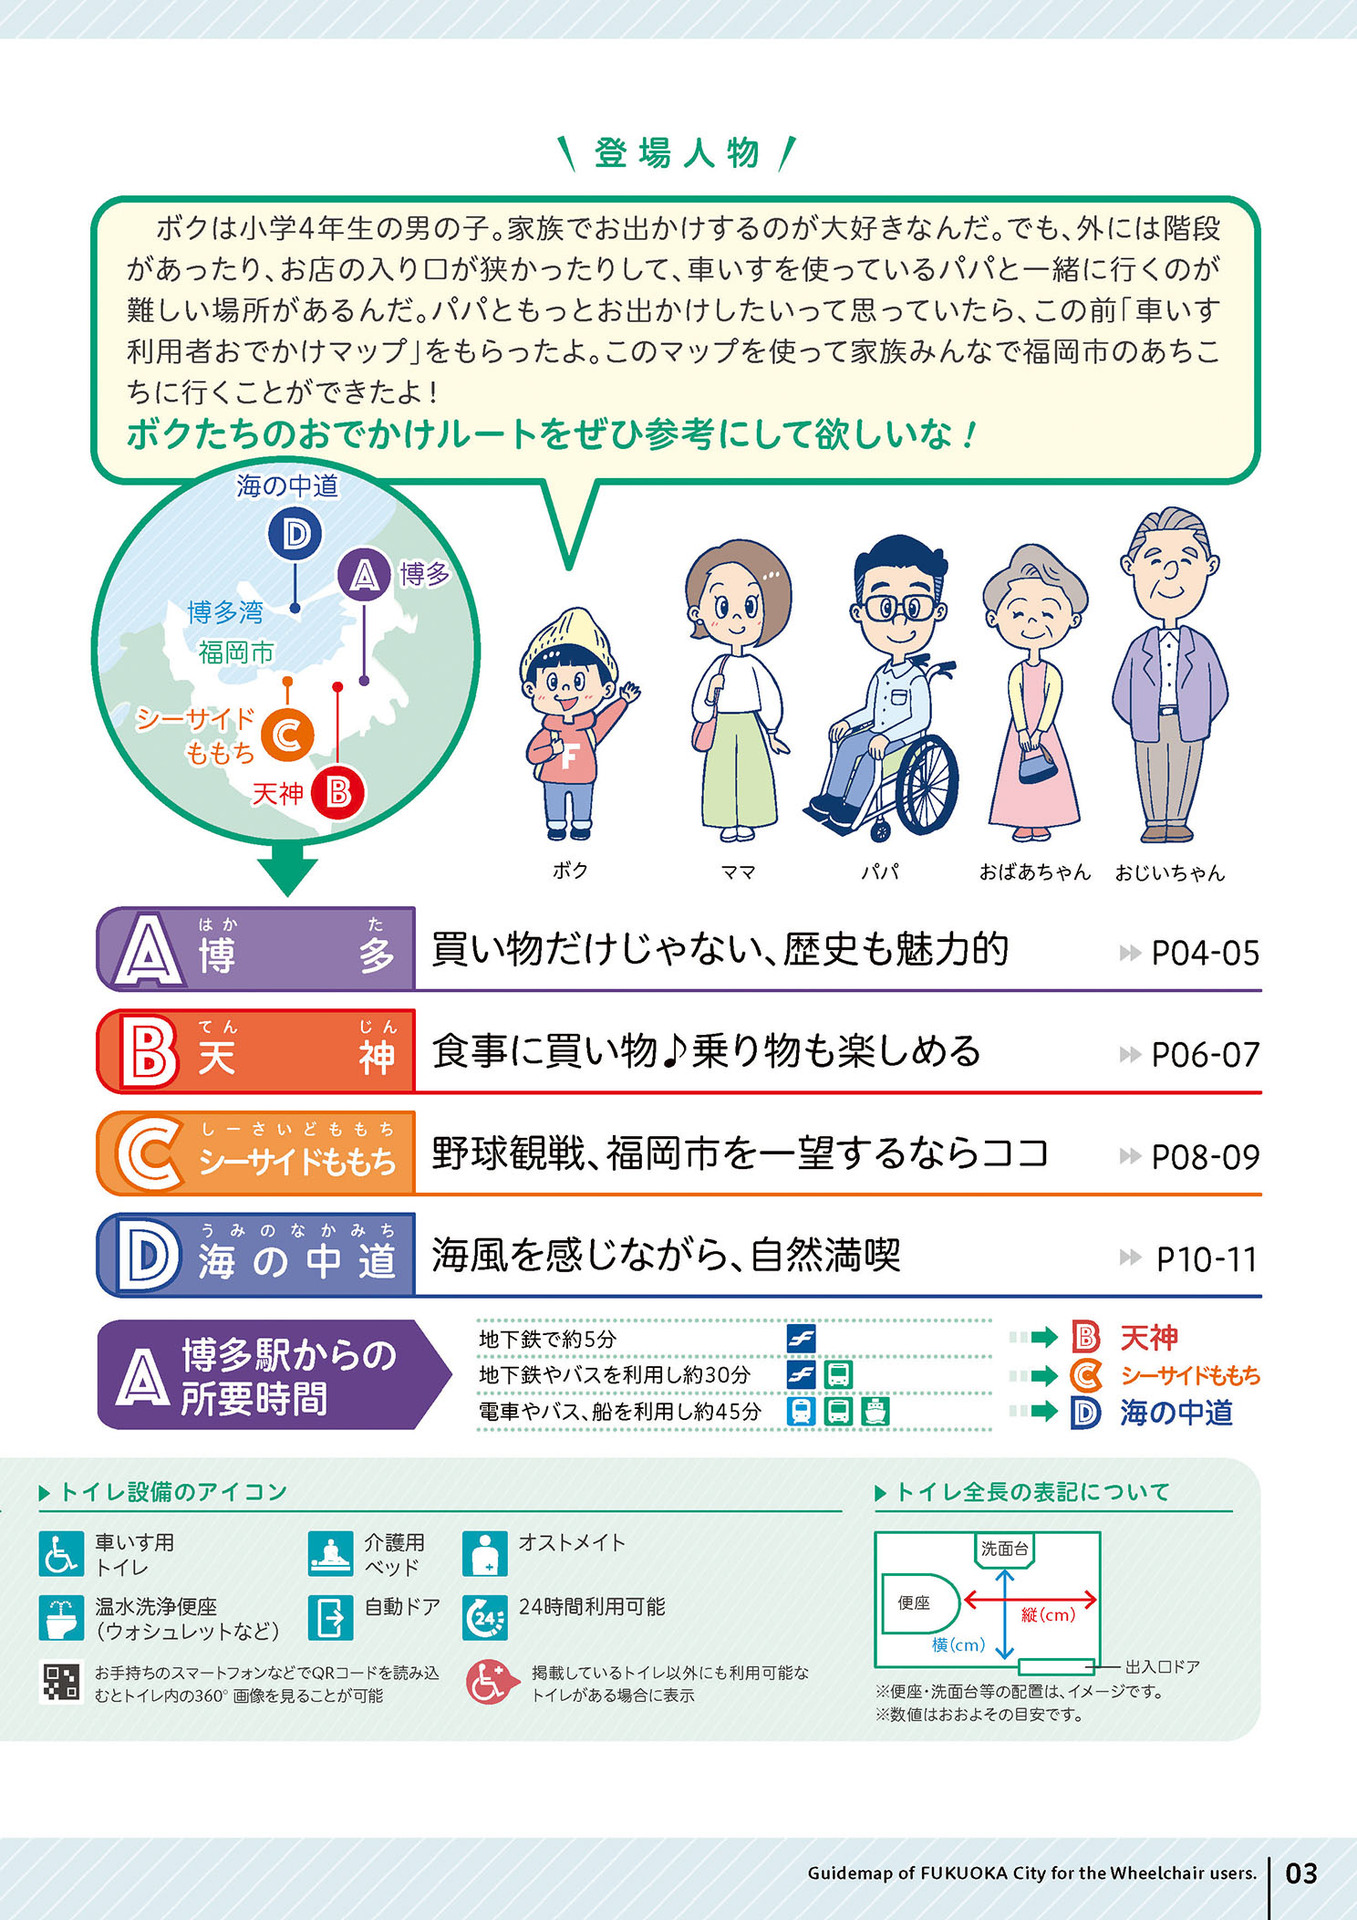 登場人物
ボクは小学4年生の男の子。家族でお出かけするのが大好きなんだ。でも、外には階段
があったり、お店の入り口が狭かったりして、車いすを使っているパパと一緒に行くのが
難しい場所があるんだ。パパともっとお出かけしたいって思っていたら、この前「車いす
利用者おでかけマップ」をもらったよ。このマップを使って家族みんなで福岡市のあちこ
ちに行くことができたよ!
ボクたちのおでかけルートをぜひ参考にして欲しいな!
海の中道
D
A 博多
博多湾
福岡市
シーサイド
ももち
C
天神 B
F
ボク
ママ
パパ
おばあちゃん
おじいちゃん
はか た
A 博多 買い物だけじゃない、歴史も魅力的 P04-05
てん じん
B 天神 食事に買い物♪乗り物も楽しめる P06-07
しーさいどももち
C シーサイドももち 野球観戦、福岡市を一望するならココ P08-09
うみのなかみち
D 海の中道 海風を感じながら、自然満喫 P10-11
A 博多駅からの
所要時間
地下鉄で約5分 B 天神
地下鉄やバスを利用し約30分 C シーサイドももち
電車やバス、船を利用し約45分 D 海の中道
トイレ設備のアイコン
車いす用
トイレ
介護用
ベッド
オストメイト
温水洗浄便座
(ウォシュレットなど)
自動ドア
24
24時間利用可能
お手持ちのスマートフォンなどでQRコードを読み込
むとトイレ内の360°画像を見ることが可能
掲載しているトイレ以外にも利用可能な
トイレがある場合に表示
トイレ全長の表記について
洗面台
便座
縦(cm)
横(cm)
出入口ドア
※便座・洗面台等の配置は、イメージです。
※数値はおおよその目安です。
Guidemap of FUKUOKA City for the Wheelchair users. 03